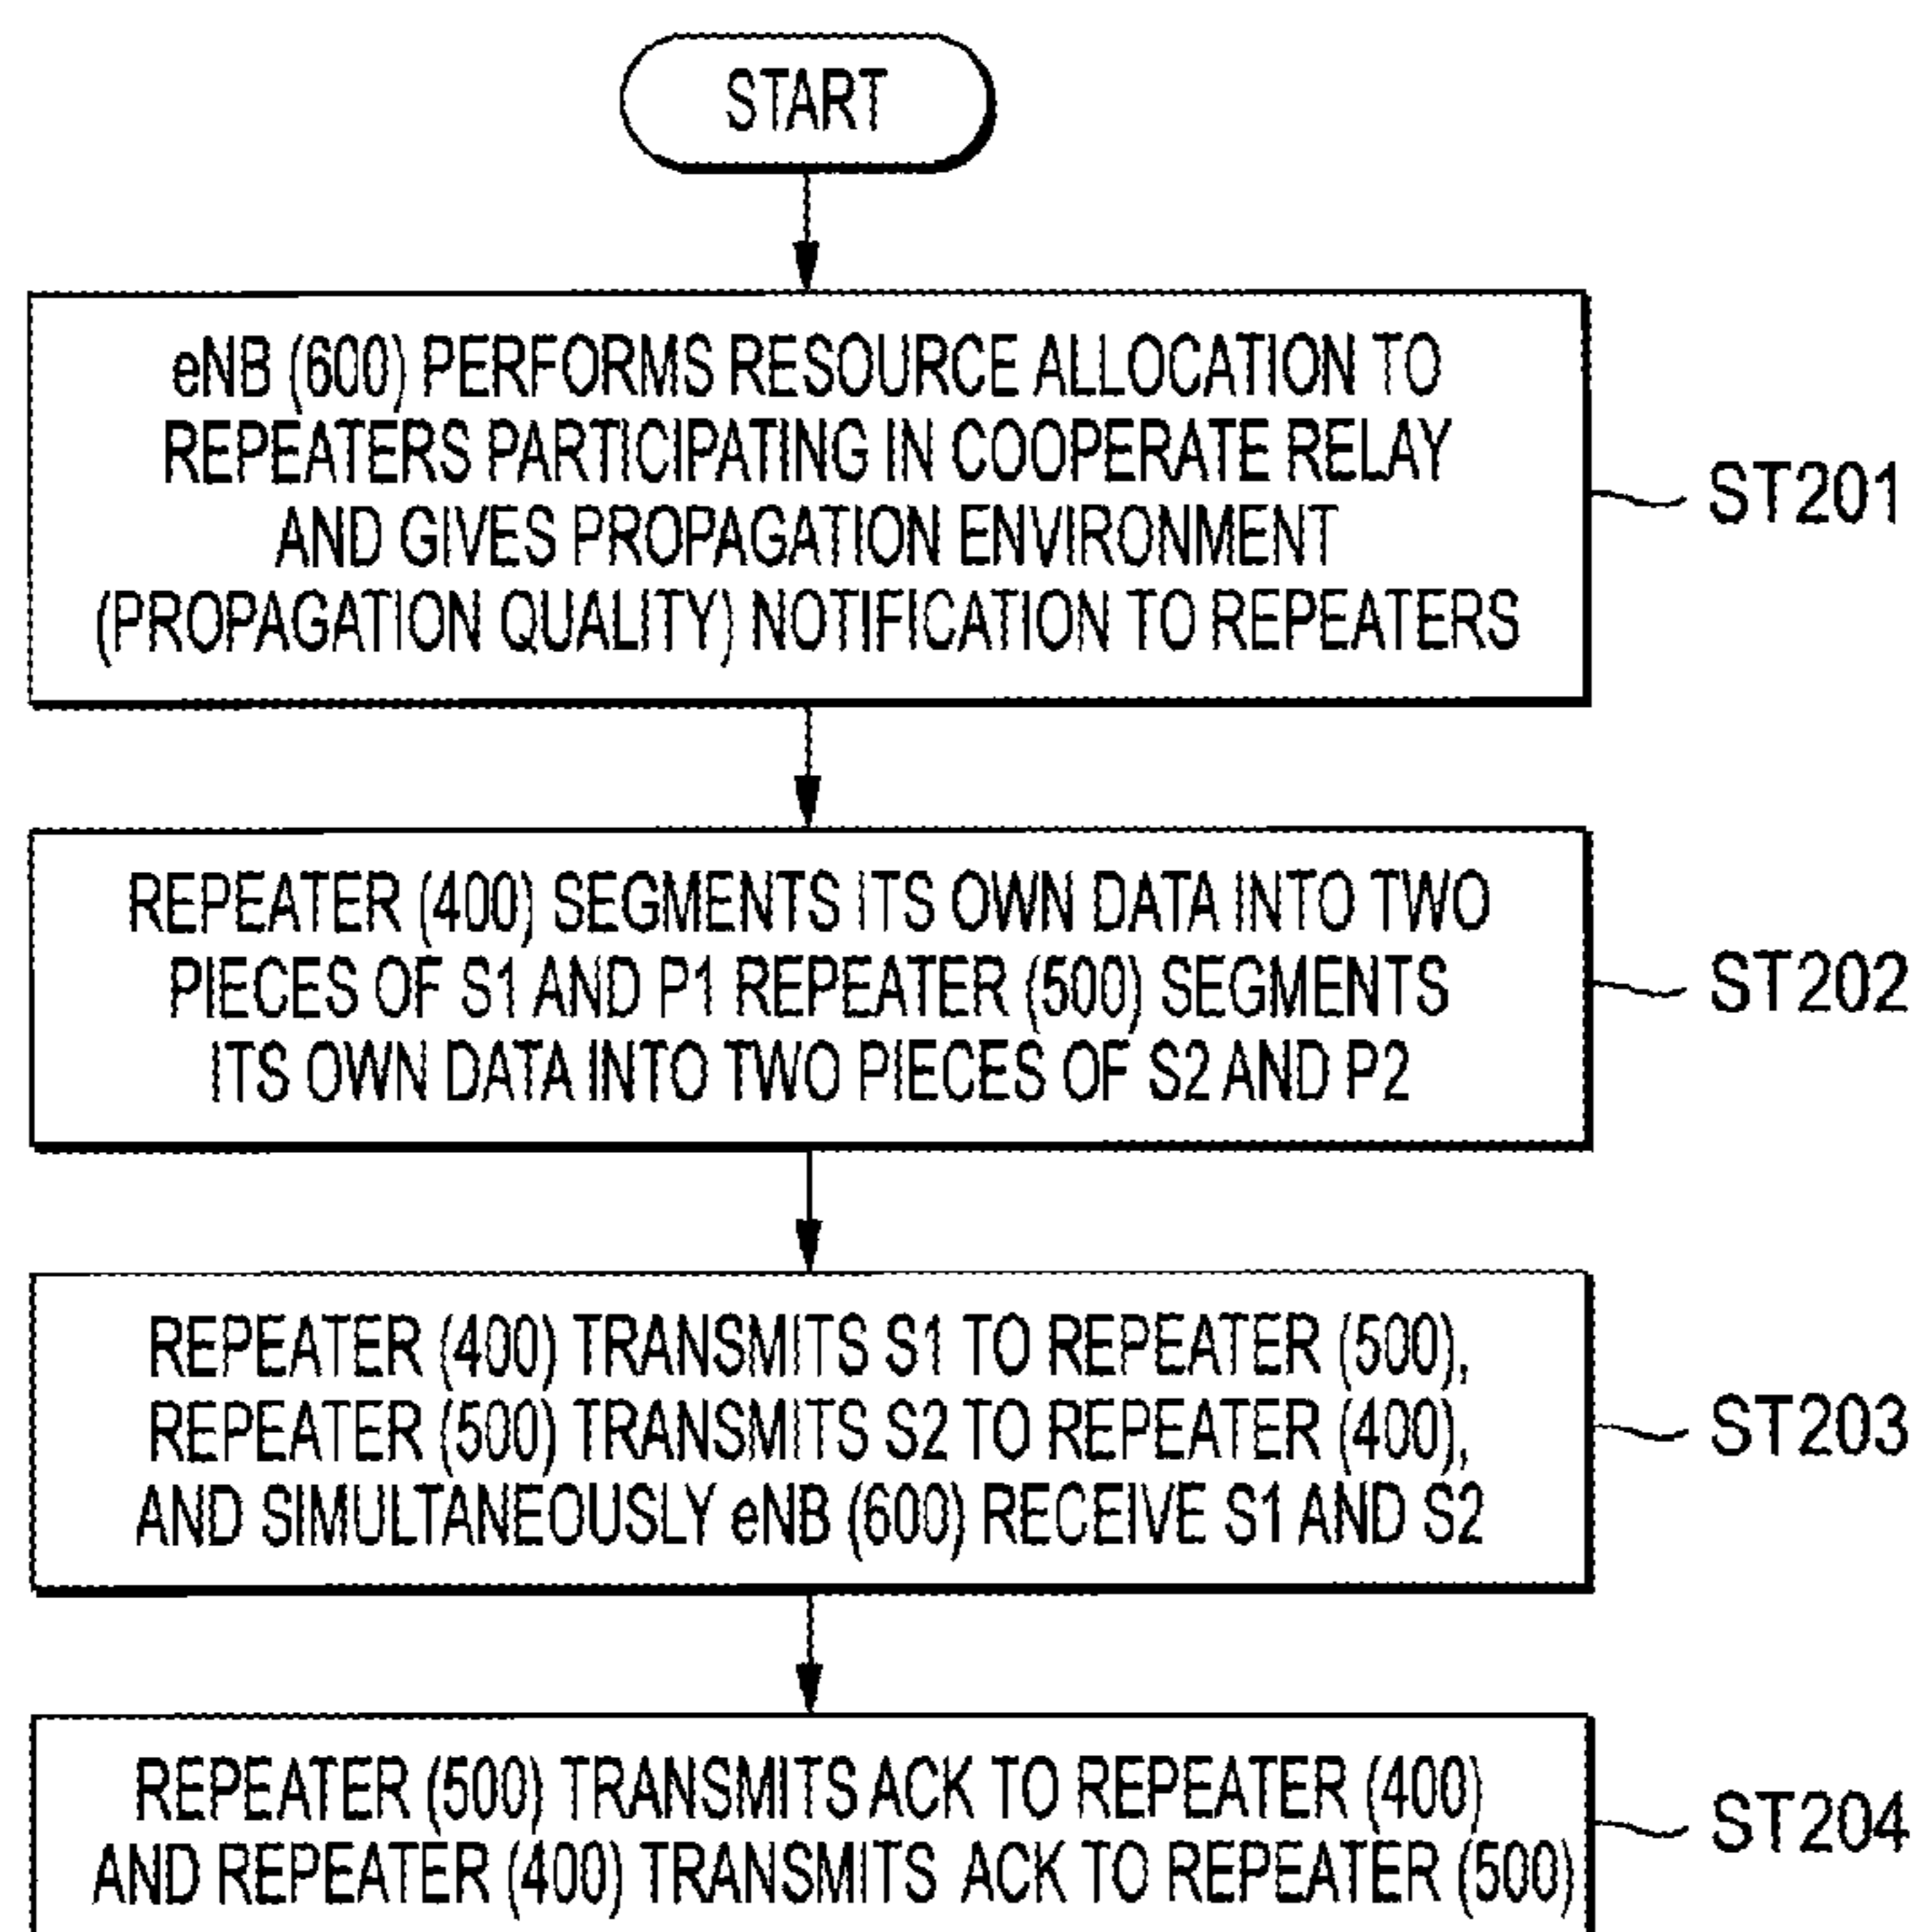 START
eNB (600) PERFORMS RESOURCE ALLOCATION TO
REPEATERS PARTICIPATING IN COOPERATE RELAY
AND GIVES PROPAGATION ENVIRONMENT
(PROPAGATION QUALITY) NOTIFICATION TO REPEATERS
ST201
REPEATER (400) SEGMENTS ITS OWN DATA INTO TWO
PIECES OF S1 AND P1 REPEATER (500) SEGMENTS
ITS OWN DATA INTO TWO PIECES OF S2 AND P2
ST202
REPEATER (400) TRANSMITS S1 TO REPEATER (500),
REPEATER (500) TRANSMITS S2 TO REPEATER (400),
AND SIMULTANEOUSLY eNB (600) RECEIVE S1 AND S2
ST203
REPEATER (500) TRANSMITS ACK TO REPEATER (400)
AND REPEATER (400) TRANSMITS ACK TO REPEATER (500)
ST204